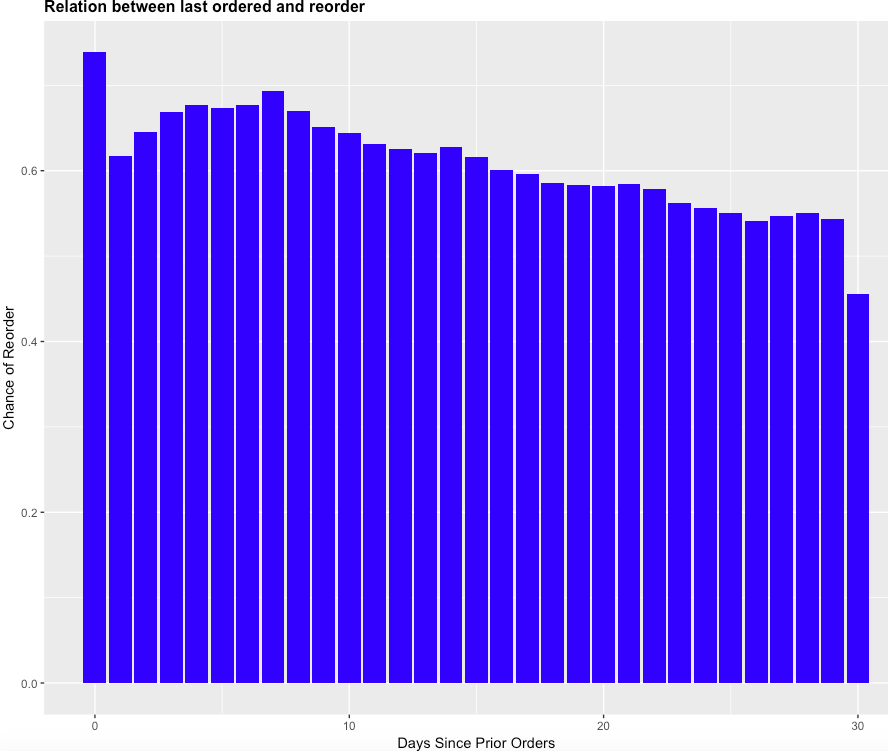 Relation between last ordered and reorder
Chance of Reorder
0.6
0.4
0.2
0.0
0 10 20 30
Days Since Prior Orders